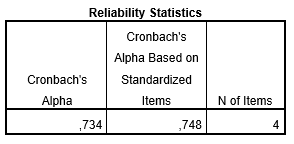 Reliability Statistics
Cronbach's
Alpha
Cronbach's
Alpha Based on
Standardized
Items
N of Items
,734
,748
4